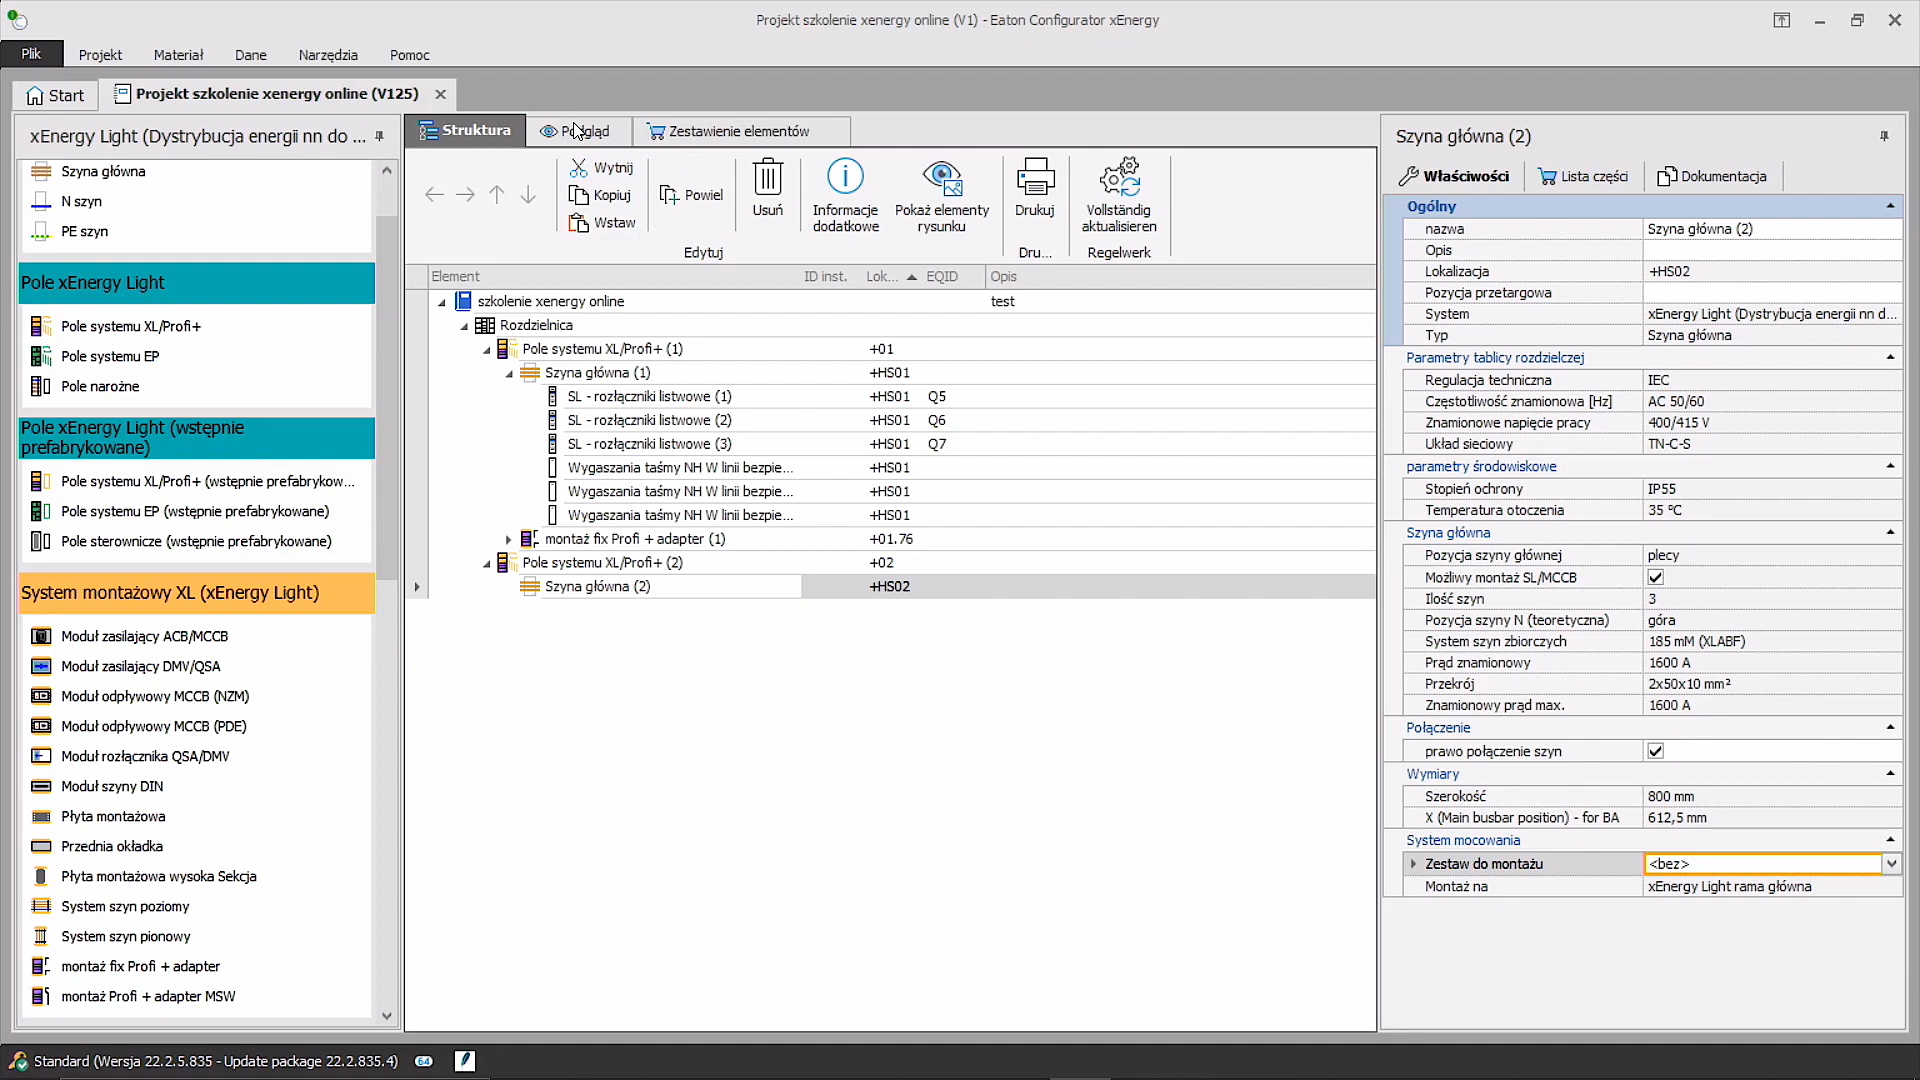 Projekt szkolenie xenergy online (V1) - Eaton Configurator xEnergy
Plik
Projekt
Materiał
Dane
Narzędzia
Pomoc
Start
Projekt szkolenie xenergy online (V125)
xEnergy Light (Dystrybucja energii nn do ...
Szyna główna
N szyn
PE szyn
Pole xEnergy Light
Pole systemu XL/Profi+
Pole systemu EP
Pole narożne
Pole xEnergy Light (wstępnie
prefabrykowane)
Pole systemu XL/Profi+ (wstępnie prefabrykow...
Pole systemu EP (wstępnie prefabrykowane)
Pole sterownicze (wstępnie prefabrykowane)
System montażowy XL (xEnergy Light)
Moduł zasilający ACB/MCCB
Moduł zasilający DMV/QSA
Moduł odpływowy MCCB (NZM)
Moduł odpływowy MCCB (PDE)
Moduł rozłącznika QSA/DMV
Moduł szyny DIN
Płyta montażowa
Przednia okładka
Płyta montażowa wysoka Sekcja
System szyn poziomy
System szyn pionowy
montaż fix Profi + adapter
montaż Profi + adapter MSW
Struktura
Podgląd
Zestawienie elementów
Wytnij
Kopiuj
Wstaw
Powiel
Usuń
Edytuj
Informacje
dodatkowe
Pokaż elementy
rysunku
Drukuj
Dru...
Vollständig
aktualisieren
Regelwerk
Element ID inst. Lok... EQID Opis
szkolenie xenergy online test
Rozdzielnica
Pole systemu XL/Profi+ (1) +01
Szyna główna (1) +HS01
SL - rozłączniki listwowe (1) +HS01 Q5
SL - rozłączniki listwowe (2) +HS01 Q6
SL - rozłączniki listwowe (3) +HS01 Q7
Wygaszania taśmy NH W linii bezpie... +HS01
Wygaszania taśmy NH W linii bezpie... +HS01
Wygaszania taśmy NH W linii bezpie... +HS01
montaż fix Profi + adapter (1) +01.76
Pole systemu XL/Profi+ (2) +02
Szyna główna (2) +HS02
Szyna główna (2)
Właściwości
Lista części
Dokumentacja
Ogólny
nazwa Szyna główna (2)
Opis
Lokalizacja +HS02
Pozycja przetargowa
System xEnergy Light (Dystrybucja energii nn d...
Typ Szyna główna
Parametry tablicy rozdzielczej
Regulacja techniczna IEC
Częstotliwość znamionowa [Hz] AC 50/60
Znamionowe napięcie pracy 400/415 V
Układ sieciowy TN-C-S
parametry środowiskowe
Stopień ochrony IP55
Temperatura otoczenia 35 °C
Szyna główna
Pozycja szyny głównej plecy
Możliwy montaż SL/MCCB
Ilość szyn 3
Pozycja szyny N (teoretyczna) góra
System szyn zbiorczych 185 mM (XLABF)
Prąd znamionowy 1600 A
Przekrój 2x50x10 mm²
Znamionowy prąd max. 1600 A
Połączenie
prawo połączenie szyn
Wymiary
Szerokość 800 mm
X (Main busbar position) - for BA 612,5 mm
System mocowania
Zestaw do montażu <bez>
Montaż na xEnergy Light rama główna
Standard (Wersja 22.2.5.835 - Update package 22.2.835.4)
64